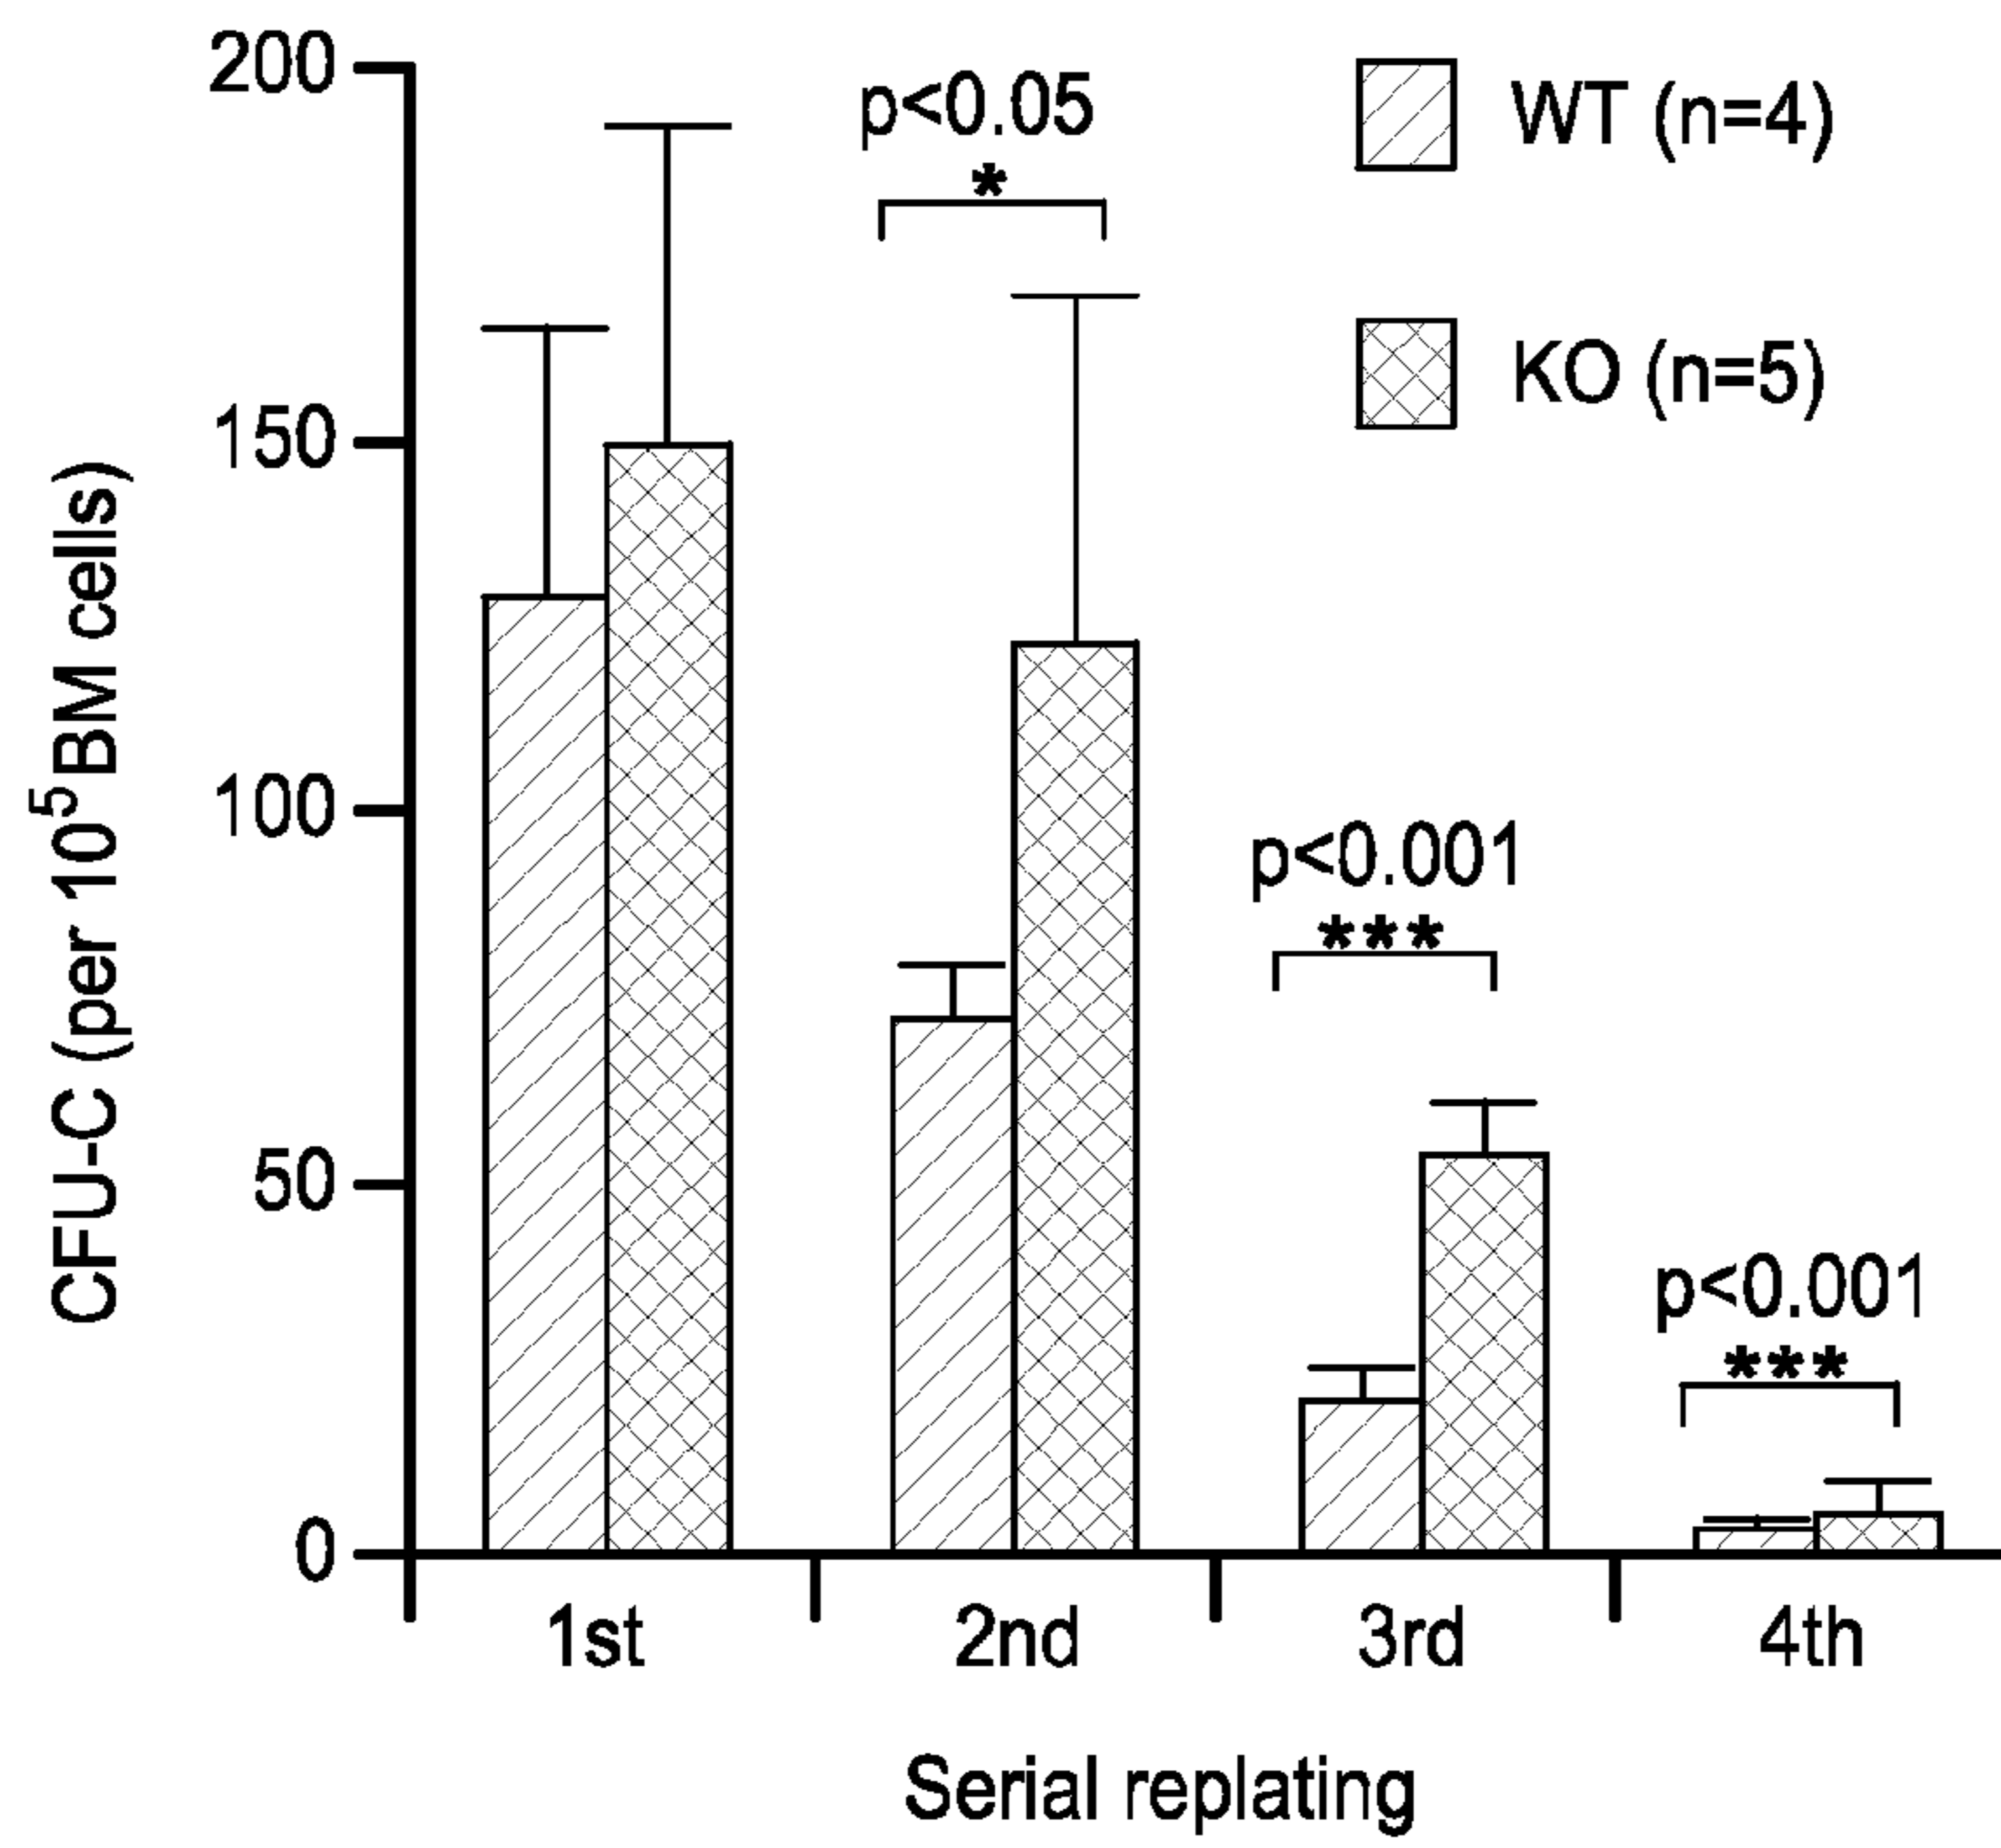 CFU-C (per 10⁵BM cells)
200
150
100
50
0
p<0.05
*
WT (n=4)
KO (n=5)
p<0.001
***
p<0.001
***
1st
2nd
3rd
4th
Serial replating